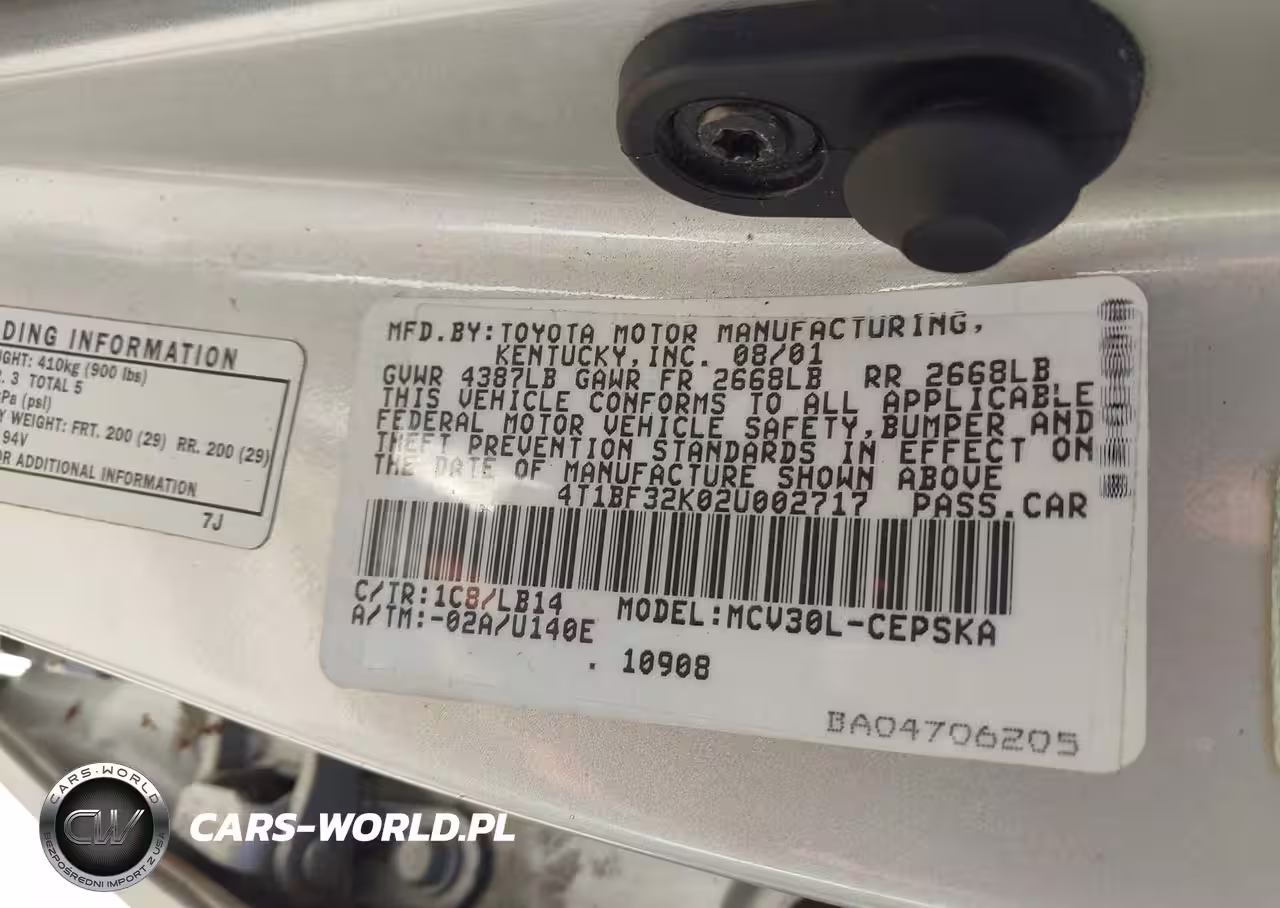 DING INFORMATION
GHT: 410kg (900 lbs)
. 3 TOTAL 5
Pa (psi)
Y WEIGHT: FRT. 200 (29) RR. 200 (29)
94V
OR ADDITIONAL INFORMATION
7J
MFD.BY:TOYOTA MOTOR MANUFACTURING,
KENTUCKY,INC. 08/01
GVWR 4387LB GAWR FR 2668LB RR 2668LB
THIS VEHICLE CONFORMS TO ALL APPLICABLE
FEDERAL MOTOR VEHICLE SAFETY,BUMPER AND
THEFT PREVENTION STANDARDS IN EFFECT ON
THE DATE OF MANUFACTURE SHOWN ABOVE
4T1BF32K02U002717 PASS.CAR
C/TR:1C8/LB14 MODEL:MCV30L-CEPSKA
A/TM:-02A/U140E
. 10908
BA04706205
CARS-WORLD
CW
BEZPOŚREDNI IMPORT Z USA
CARS-WORLD.PL